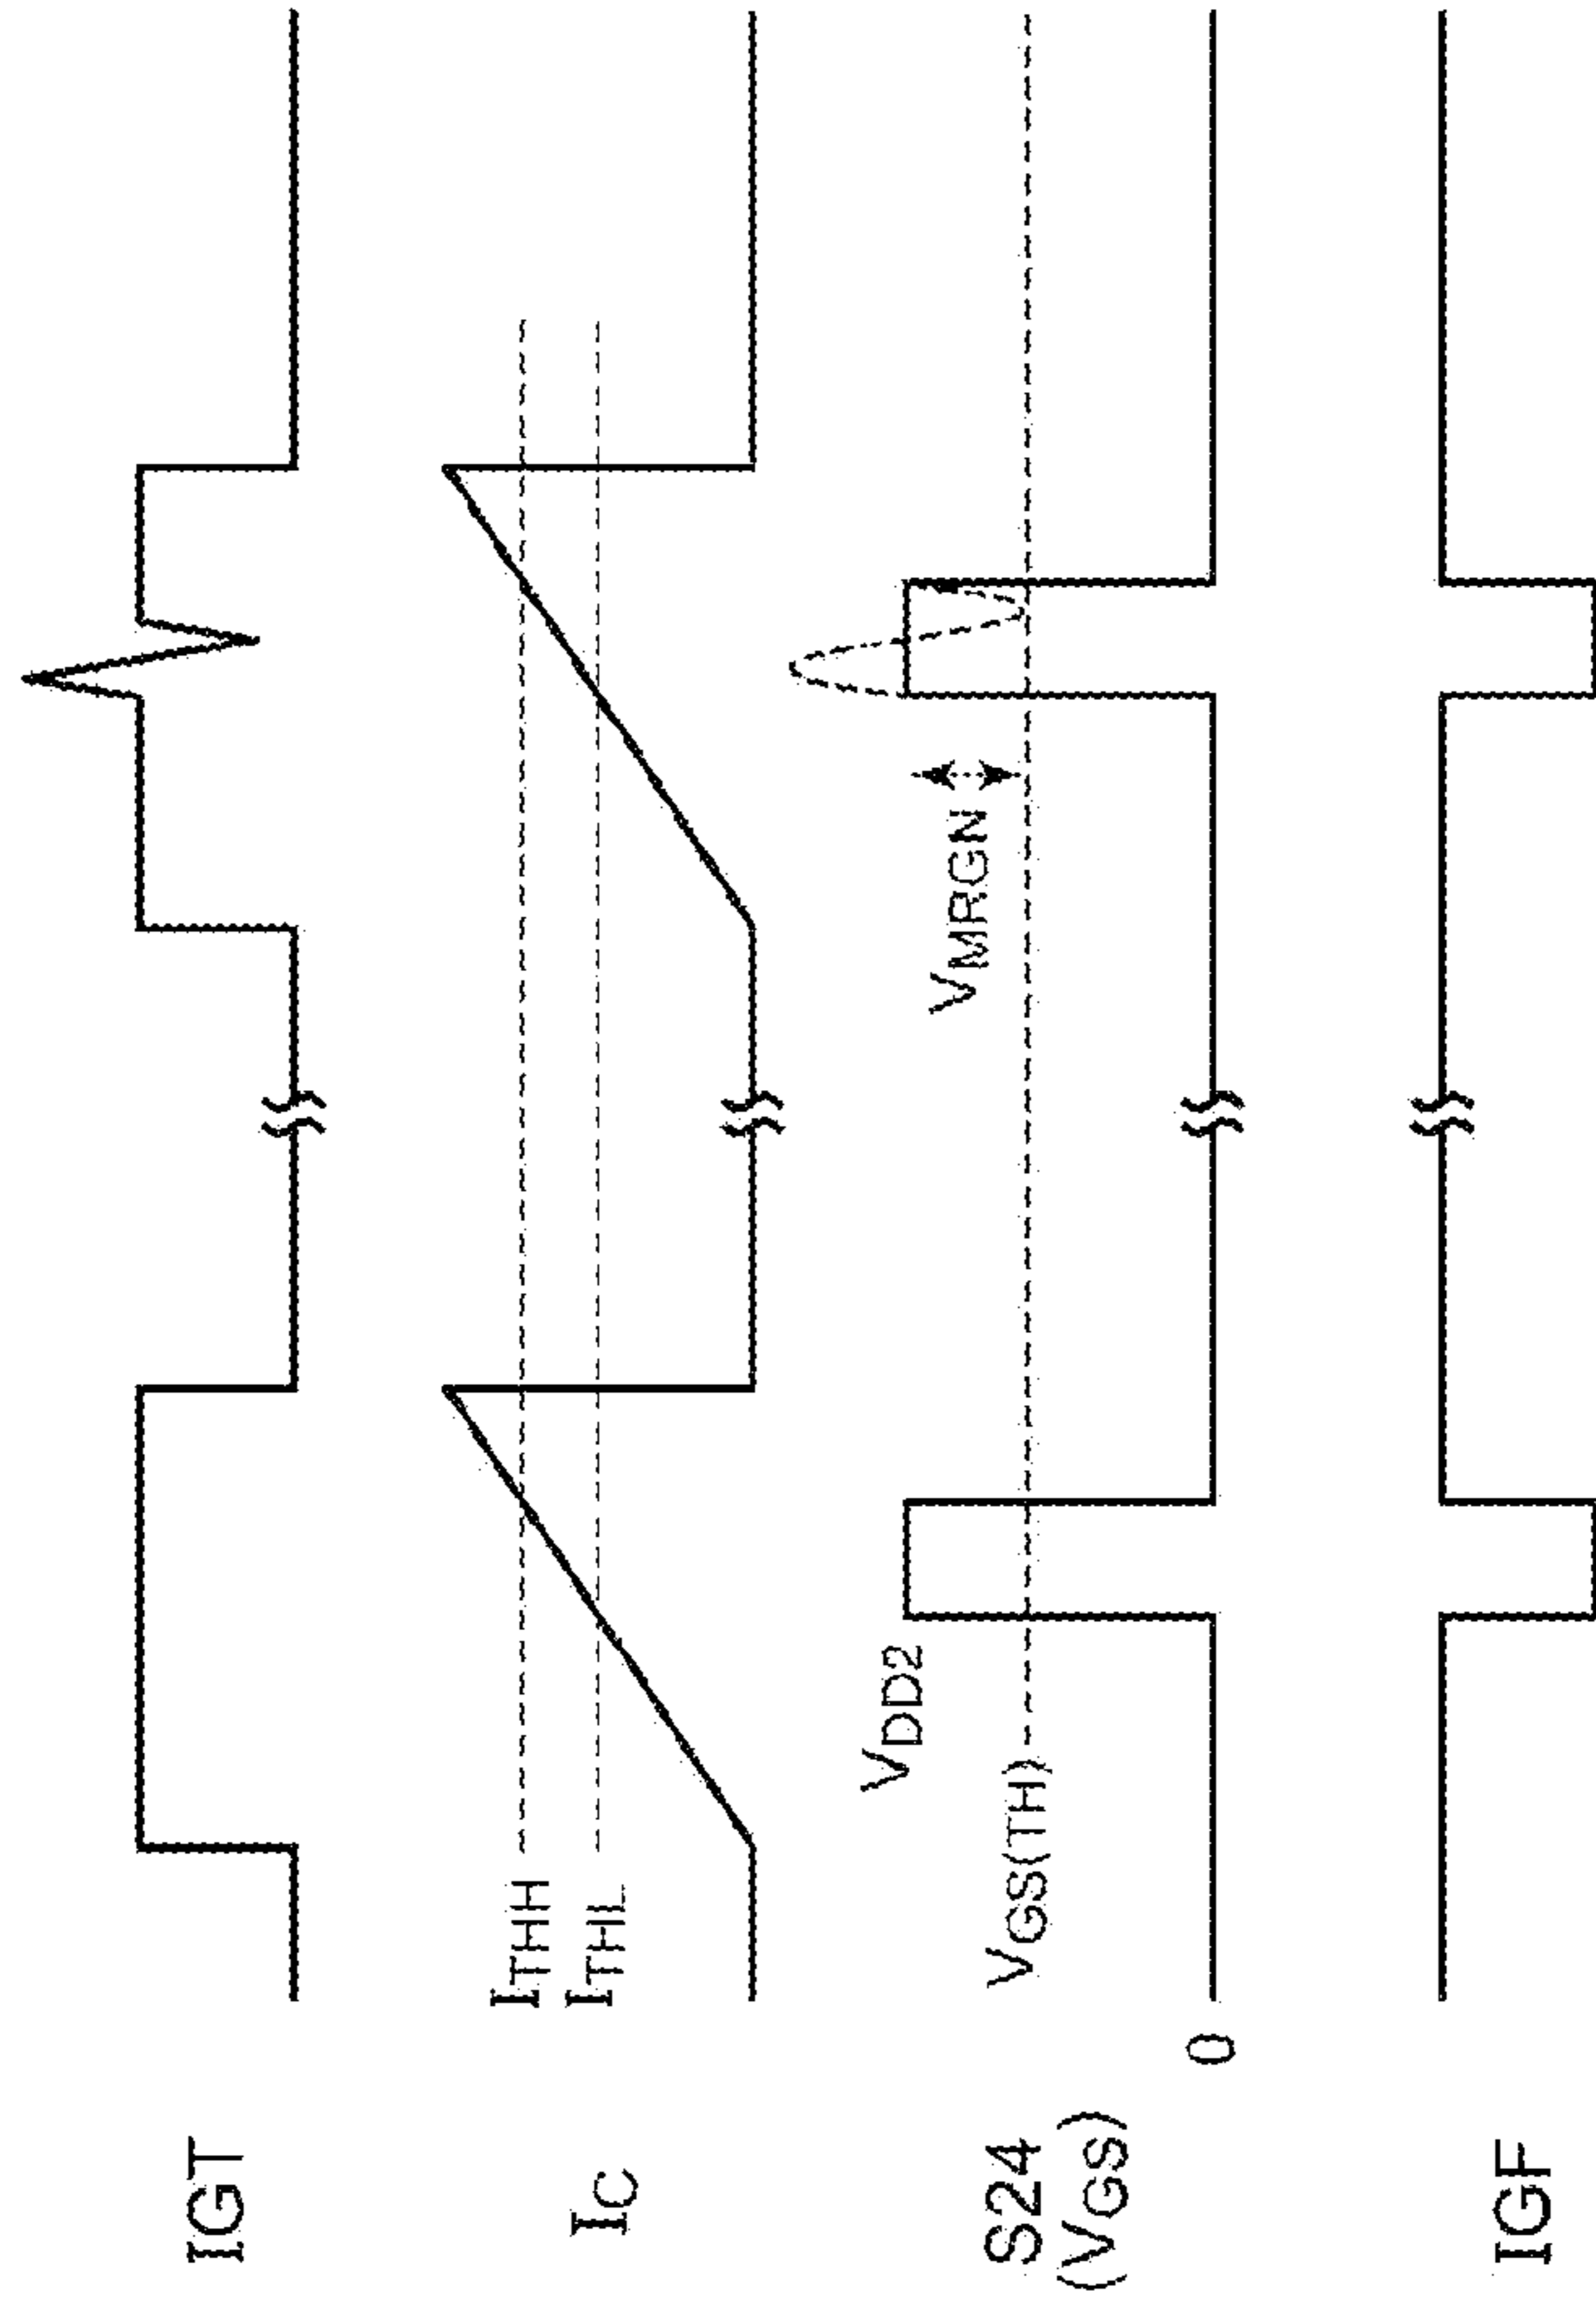 IGT
ITHH
ITHL
IC
VDD2
VMRGN
VGS(TH)
S24
(VGS)
0
IGF